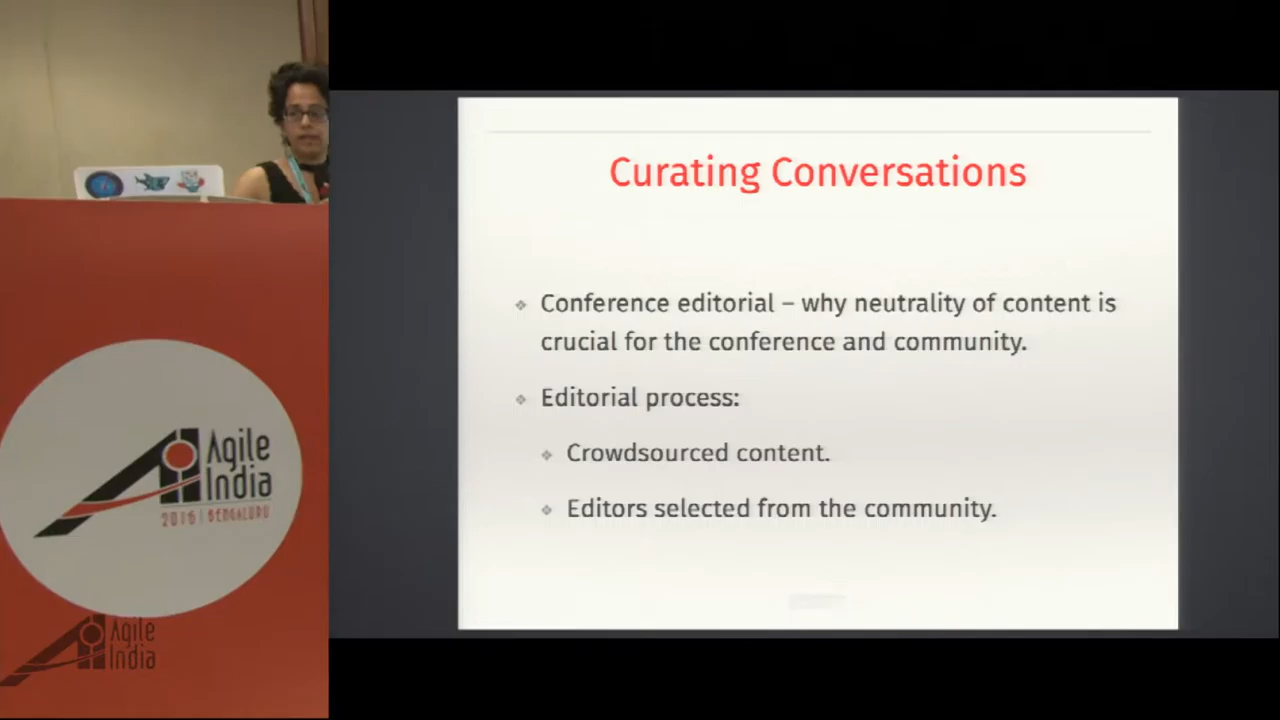 Curating Conversations
Conference editorial – why neutrality of content is
crucial for the conference and community.
Editorial process:
Crowdsourced content.
Editors selected from the community.
Agile
India
2016 | BENGALURU
Agile
India